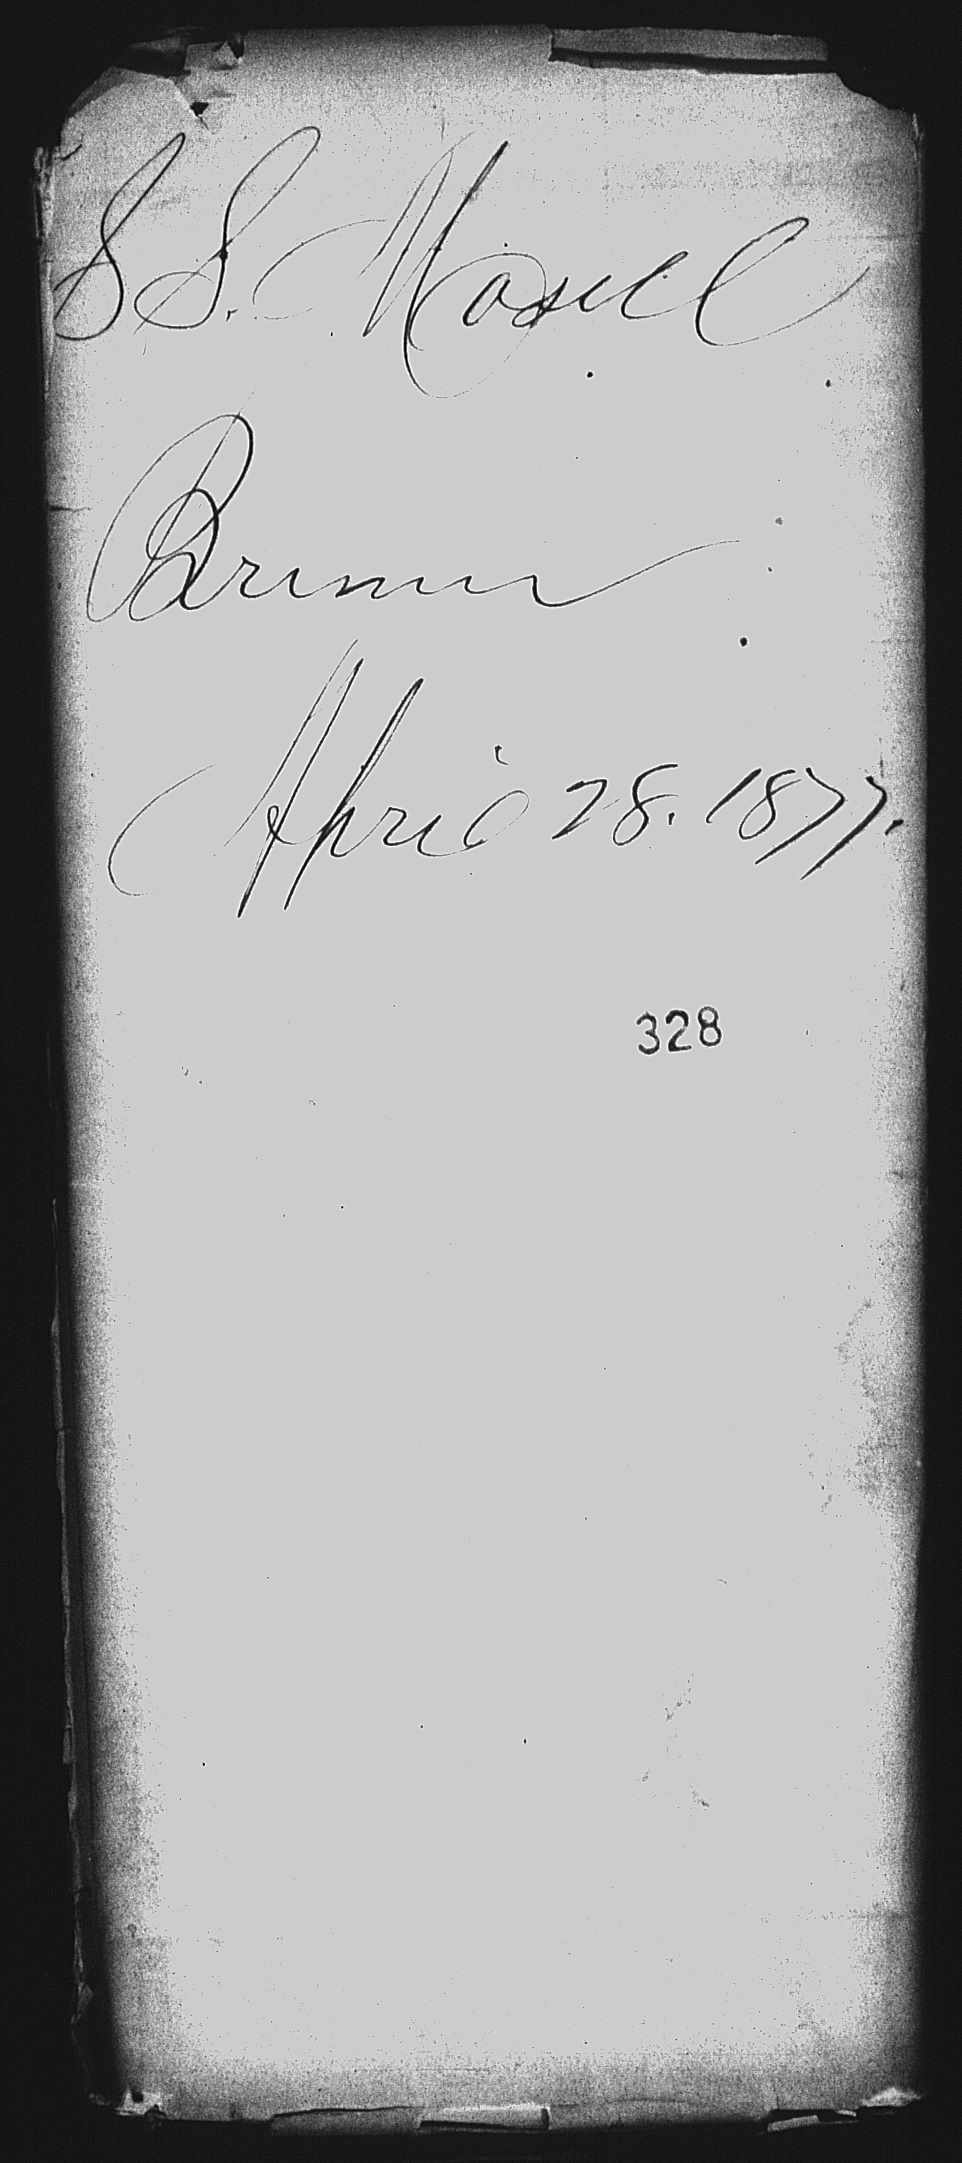 S S. Mosel
Bremen
April 28. 1877.
328